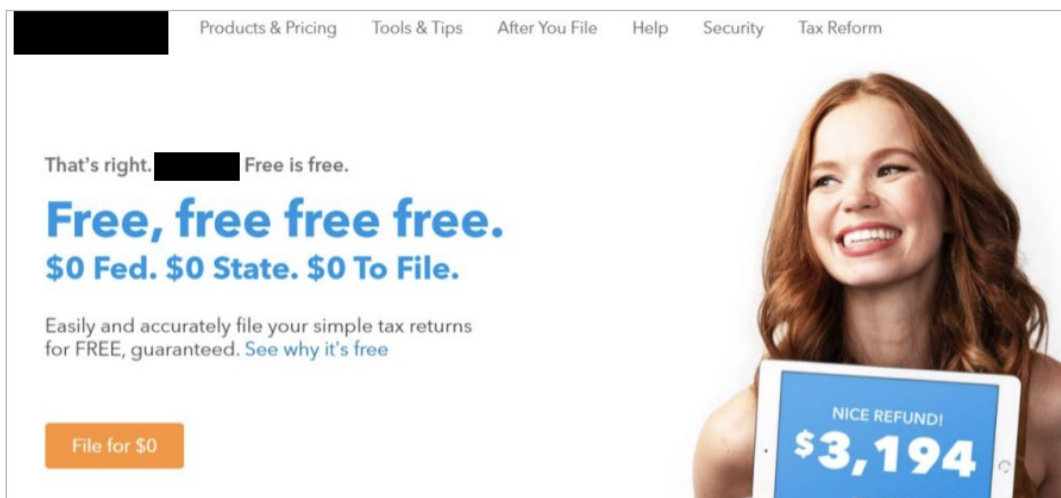 Products & Pricing Tools & Tips After You File Help Security Tax Reform
That's right. Free is free.
Free, free free free.
$0 Fed. $0 State. $0 To File.
Easily and accurately file your simple tax returns
for FREE, guaranteed. See why it's free
File for $0
NICE REFUND!
$3,194